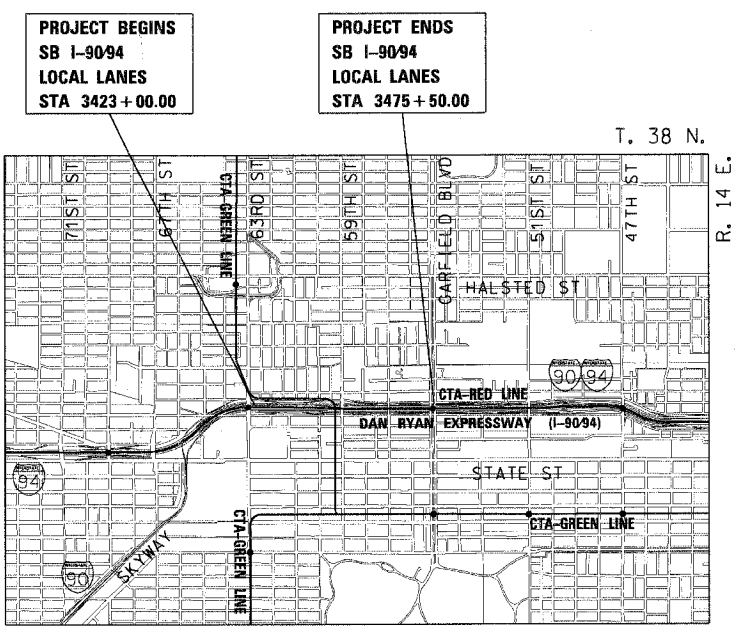 PROJECT BEGINS
SB I-90/94
LOCAL LANES
STA 3423+00.00
PROJECT ENDS
SB I-90/94
LOCAL LANES
STA 3475+50.00
T. 38 N.
R. 14 E.
71ST ST
67TH ST
CTA-GREEN LINE
63RD ST
59TH ST
GARFIELD BLVD
51ST ST
47TH ST
HALSTED ST
90
94
CTA-RED LINE
DAN RYAN EXPRESSWAY (I-90/94)
94
STATE ST
CTA-GREEN LINE
CTA-GREEN LINE
SKYWAY
90